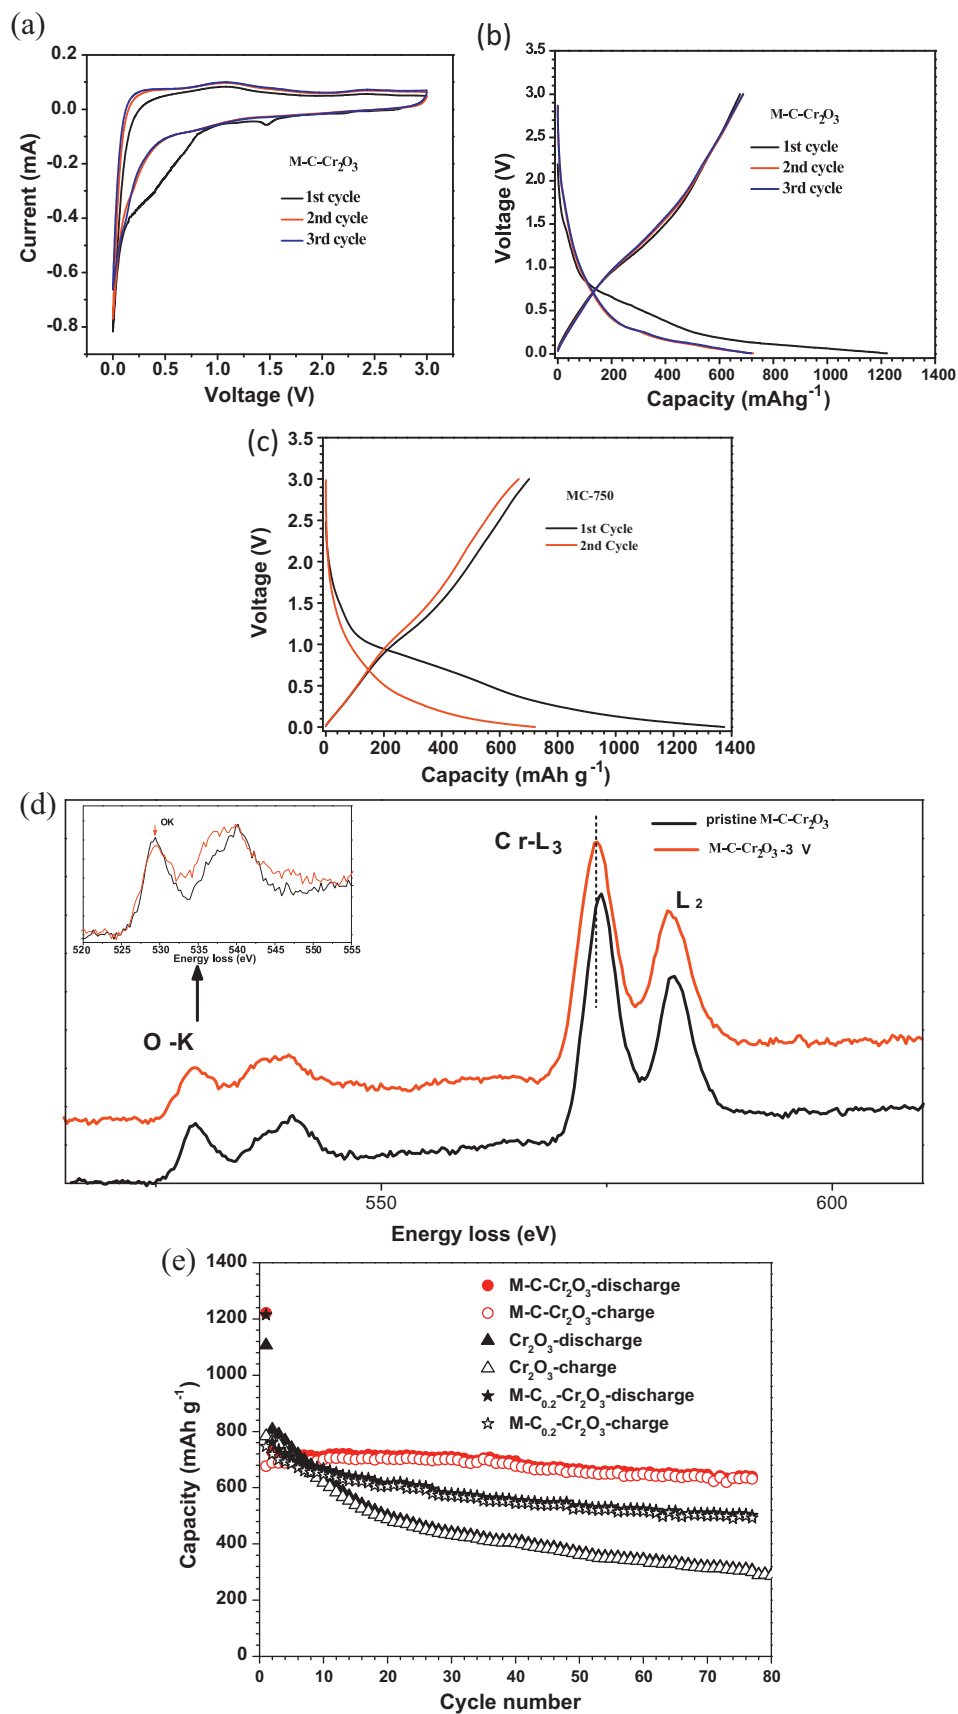 (a)
0.2
0.0
-0.2
-0.4
-0.6
-0.8
Current (mA)
M-C-Cr₂O₃
1st cycle
2nd cycle
3rd cycle
0.0 0.5 1.0 1.5 2.0 2.5 3.0
Voltage (V)
(b)
3.5
3.0
2.5
2.0
1.5
1.0
0.5
0.0
Voltage (V)
M-C-Cr₂O₃
1st cycle
2nd cycle
3rd cycle
0 200 400 600 800 1000 1200 1400
Capacity (mAhg⁻¹)
(c)
3.5
3.0
2.5
2.0
1.5
1.0
0.5
0.0
Voltage (V)
MC-750
1st Cycle
2nd Cycle
0 200 400 600 800 1000 1200 1400
Capacity (mAh g⁻¹)
(d)
OK
520 525 530 535 540 545 550 555
Energy loss (eV)
O -K
C r-L₃
L ₂
pristine M-C-Cr₂O₃
M-C-Cr₂O₃-3 V
550 600
Energy loss (eV)
(e)
1400
1200
1000
800
600
400
200
0
Capacity (mAh g⁻¹)
M-C-Cr₂O₃-discharge
M-C-Cr₂O₃-charge
Cr₂O₃-discharge
Cr₂O₃-charge
M-C₀.₂-Cr₂O₃-discharge
M-C₀.₂-Cr₂O₃-charge
0 10 20 30 40 50 60 70 80
Cycle number